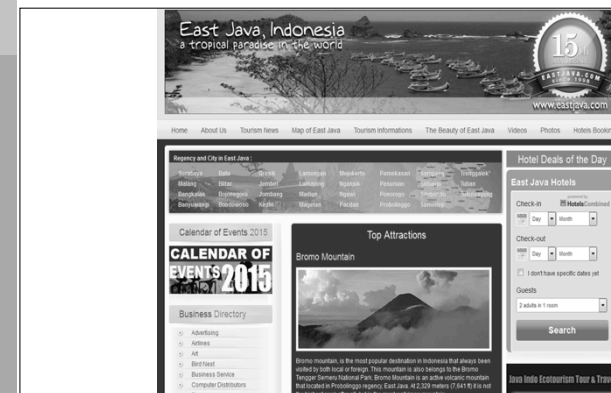 East Java, Indonesia
a tropical paradise in the world
15
EASTJAVA.COM
www.eastjava.com
Home About Us Tourism News Map of East Java Tourism Informations The Beauty of East Java Videos Photos Hotels Bookin
Regency and City in East Java :
Surabaya Batu Gresik Lamongan Mojokerto Pamekasan Sampang Trenggalek
Malang Blitar Jember Lumajang Nganjuk Pasuruan Sidoarjo Tuban
Bangkalan Bojonegoro Jombang Madiun Ngawi Ponorogo
Banyuwangi Bondowoso Kediri Magetan Pacitan Probolinggo Sumenep
Hotel Deals of the Day
East Java Hotels
powered by
HotelsCombined
Check-in
Day Month
Check-out
Day Month
I don't have specific dates yet
Guests
2 adults in 1 room
Search
Java Indo Ecotourism Tour & Trave
Calendar of Events 2015
CALENDAR OF
EVENTS 2015
Business Directory
Advertising
Airlines
Art
Bird Nest
Business Service
Computer Distributors
Top Attractions
Bromo Mountain
Bromo mountain, is the most popular destination in Indonesia that always been
visited by both local or foreign. This mountain is also belongs to the Bromo
Tengger Semeru National Park. Bromo Mountain is an active volcanic mountain
that located in Probolinggo regency, East Java. At 2,329 meters (7,641 ft) it is not